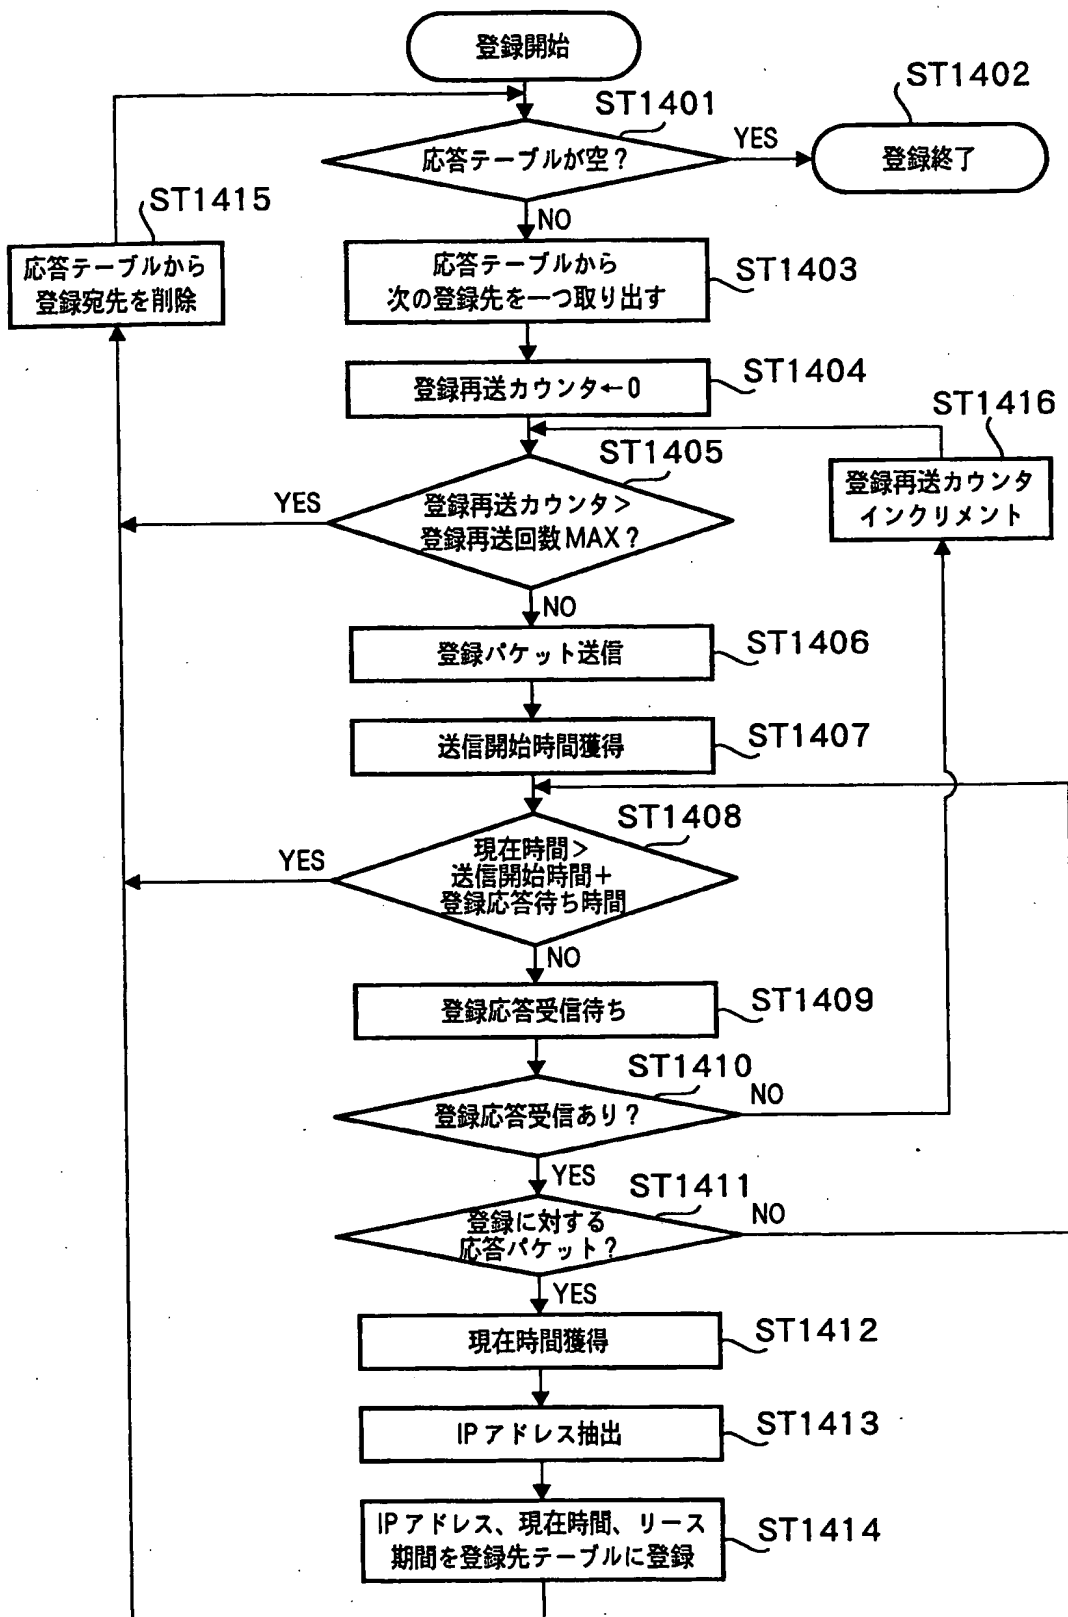 登録開始
ST1401
応答テーブルが空？
YES
ST1402
登録終了
NO
ST1415
応答テーブルから
登録宛先を削除
応答テーブルから
次の登録先を一つ取り出す
ST1403
登録再送カウンタ←0
ST1404
ST1416
登録再送カウンタ
インクリメント
ST1405
YES
登録再送カウンタ＞
登録再送回数MAX？
NO
登録パケット送信
ST1406
送信開始時間獲得
ST1407
ST1408
YES
現在時間＞
送信開始時間＋
登録応答待ち時間
NO
登録応答受信待ち
ST1409
ST1410
登録応答受信あり？
NO
YES
ST1411
登録に対する
応答パケット？
NO
YES
現在時間獲得
ST1412
IPアドレス抽出
ST1413
IPアドレス、現在時間、リース
期間を登録先テーブルに登録
ST1414